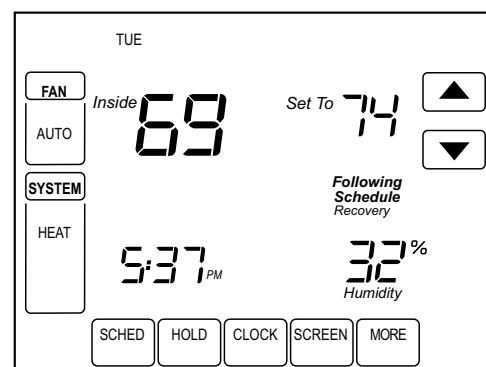 TUE
FAN
AUTO
Inside 69
Set To 74
SYSTEM
HEAT
Following
Schedule
Recovery
5:37 PM
32%
Humidity
SCHED HOLD CLOCK SCREEN MORE